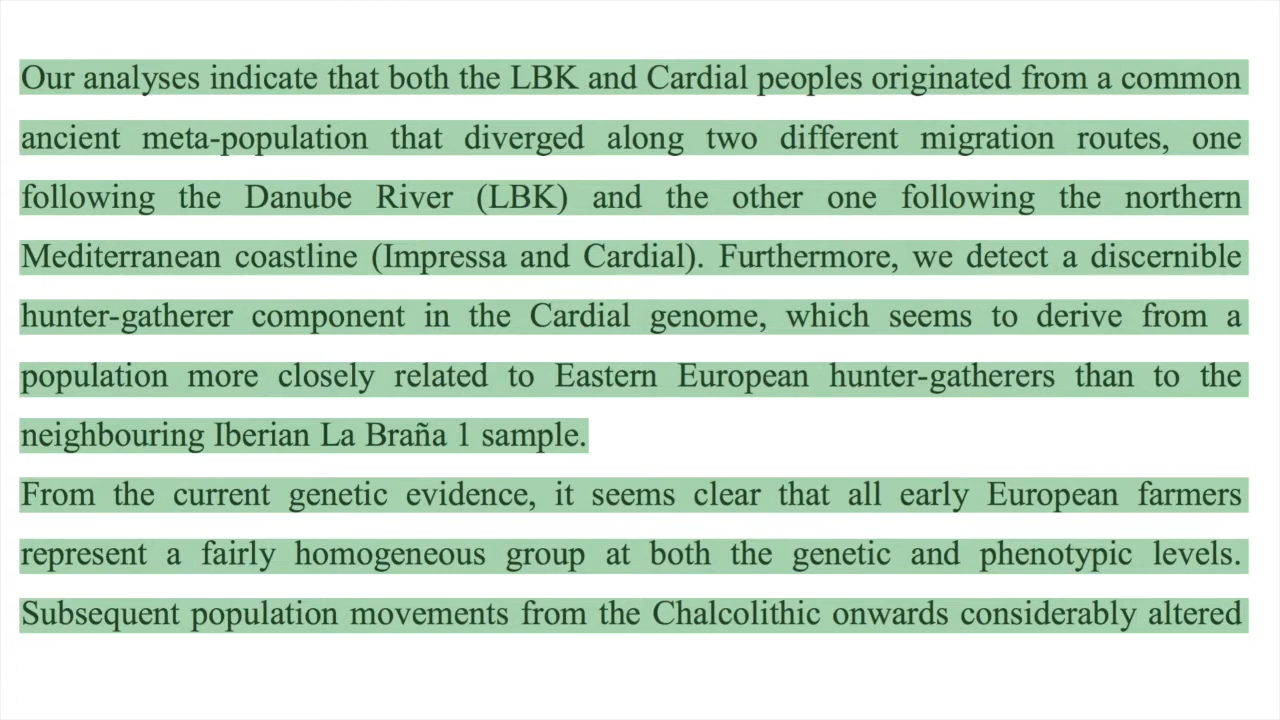 Our analyses indicate that both the LBK and Cardial peoples originated from a common
ancient meta-population that diverged along two different migration routes, one
following the Danube River (LBK) and the other one following the northern
Mediterranean coastline (Impressa and Cardial). Furthermore, we detect a discernible
hunter-gatherer component in the Cardial genome, which seems to derive from a
population more closely related to Eastern European hunter-gatherers than to the
neighbouring Iberian La Braña 1 sample.
From the current genetic evidence, it seems clear that all early European farmers
represent a fairly homogeneous group at both the genetic and phenotypic levels.
Subsequent population movements from the Chalcolithic onwards considerably altered